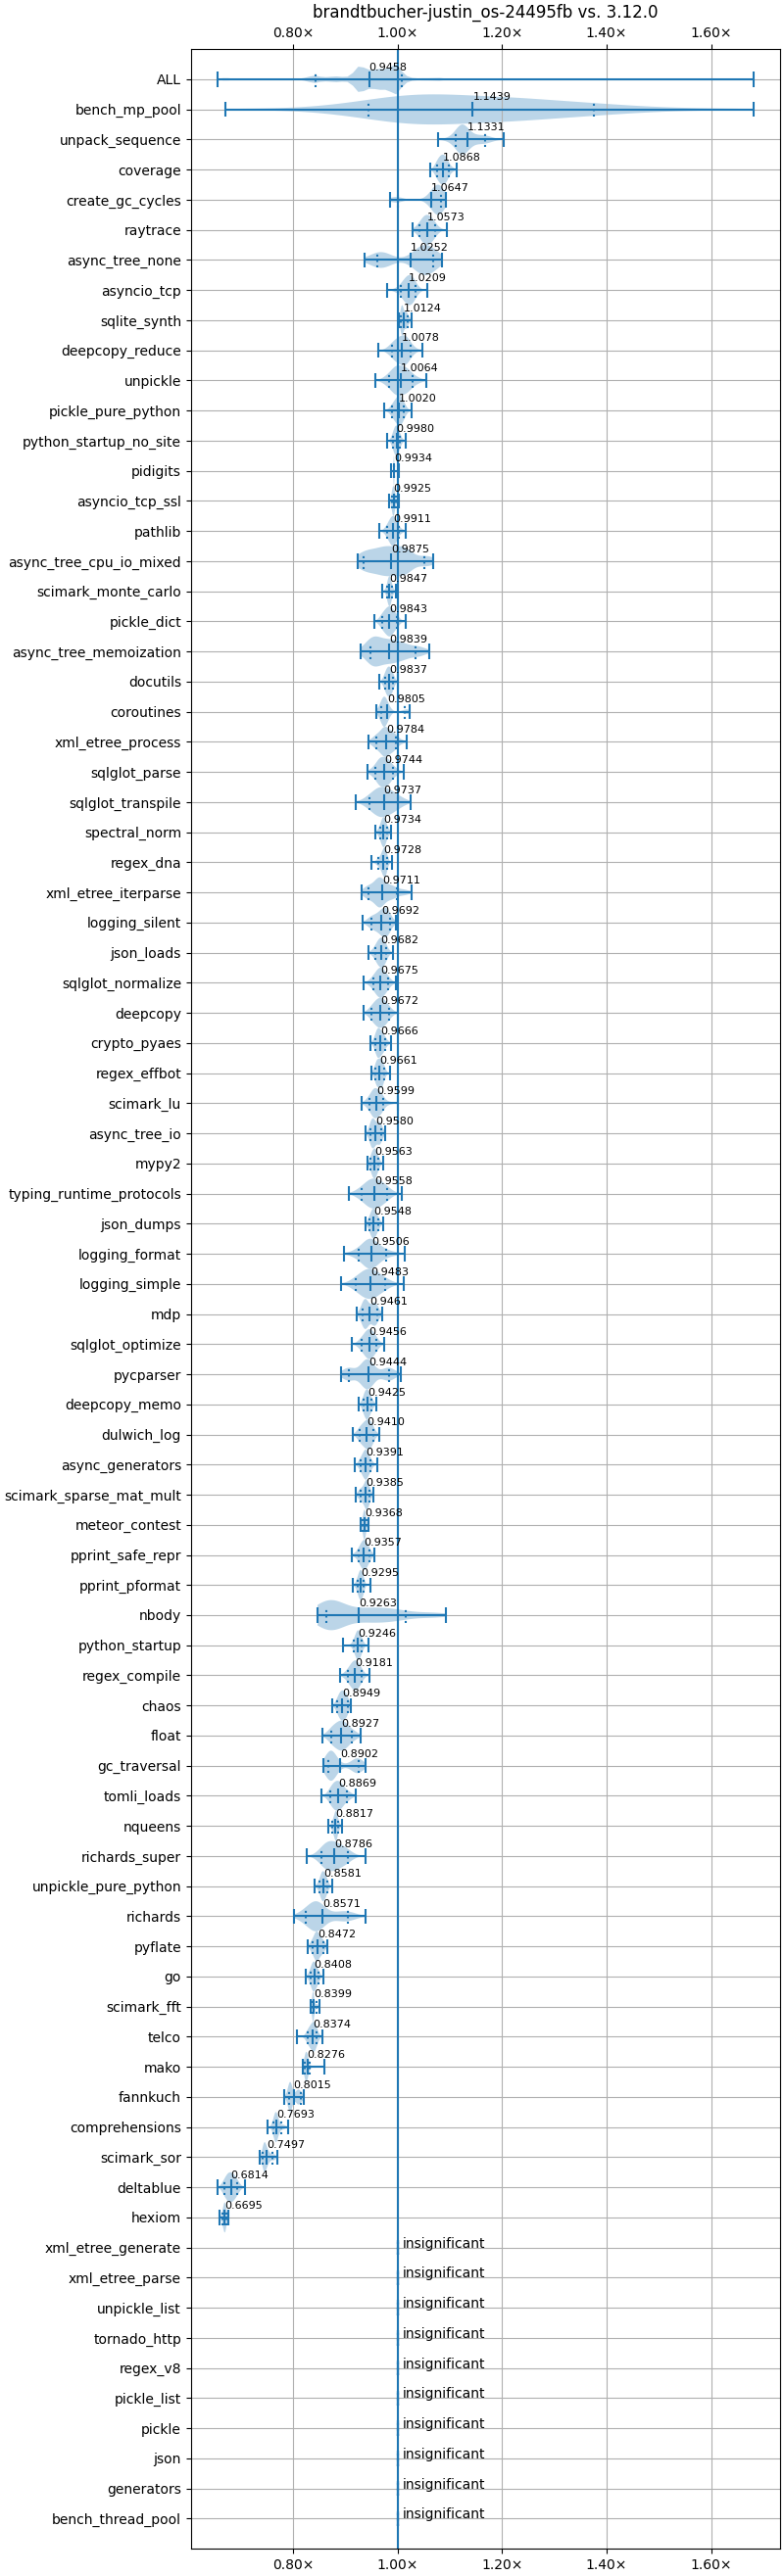 brandtbucher-justin_os-24495fb vs. 3.12.0
0.80× 1.00× 1.20× 1.40× 1.60×
ALL 0.9458
bench_mp_pool 1.1439
unpack_sequence 1.1331
coverage 1.0868
create_gc_cycles 1.0647
raytrace 1.0573
async_tree_none 1.0252
asyncio_tcp 1.0209
sqlite_synth 1.0124
deepcopy_reduce 1.0078
unpickle 1.0064
pickle_pure_python 1.0020
python_startup_no_site 0.9980
pidigits 0.9934
asyncio_tcp_ssl 0.9925
pathlib 0.9911
async_tree_cpu_io_mixed 0.9875
scimark_monte_carlo 0.9847
pickle_dict 0.9843
async_tree_memoization 0.9839
docutils 0.9837
coroutines 0.9805
xml_etree_process 0.9784
sqlglot_parse 0.9744
sqlglot_transpile 0.9737
spectral_norm 0.9734
regex_dna 0.9728
xml_etree_iterparse 0.9711
logging_silent 0.9692
json_loads 0.9682
sqlglot_normalize 0.9675
deepcopy 0.9672
crypto_pyaes 0.9666
regex_effbot 0.9661
scimark_lu 0.9599
async_tree_io 0.9580
mypy2 0.9563
typing_runtime_protocols 0.9558
json_dumps 0.9548
logging_format 0.9506
logging_simple 0.9483
mdp 0.9461
sqlglot_optimize 0.9456
pycparser 0.9444
deepcopy_memo 0.9425
dulwich_log 0.9410
async_generators 0.9391
scimark_sparse_mat_mult 0.9385
meteor_contest 0.9368
pprint_safe_repr 0.9357
pprint_pformat 0.9295
nbody 0.9263
python_startup 0.9246
regex_compile 0.9181
chaos 0.8949
float 0.8927
gc_traversal 0.8902
tomli_loads 0.8869
nqueens 0.8817
richards_super 0.8786
unpickle_pure_python 0.8581
richards 0.8571
pyflate 0.8472
go 0.8408
scimark_fft 0.8399
telco 0.8374
mako 0.8276
fannkuch 0.8015
comprehensions 0.7693
scimark_sor 0.7497
deltablue 0.6814
hexiom 0.6695
xml_etree_generate insignificant
xml_etree_parse insignificant
unpickle_list insignificant
tornado_http insignificant
regex_v8 insignificant
pickle_list insignificant
pickle insignificant
json insignificant
generators insignificant
bench_thread_pool insignificant
0.80× 1.00× 1.20× 1.40× 1.60×